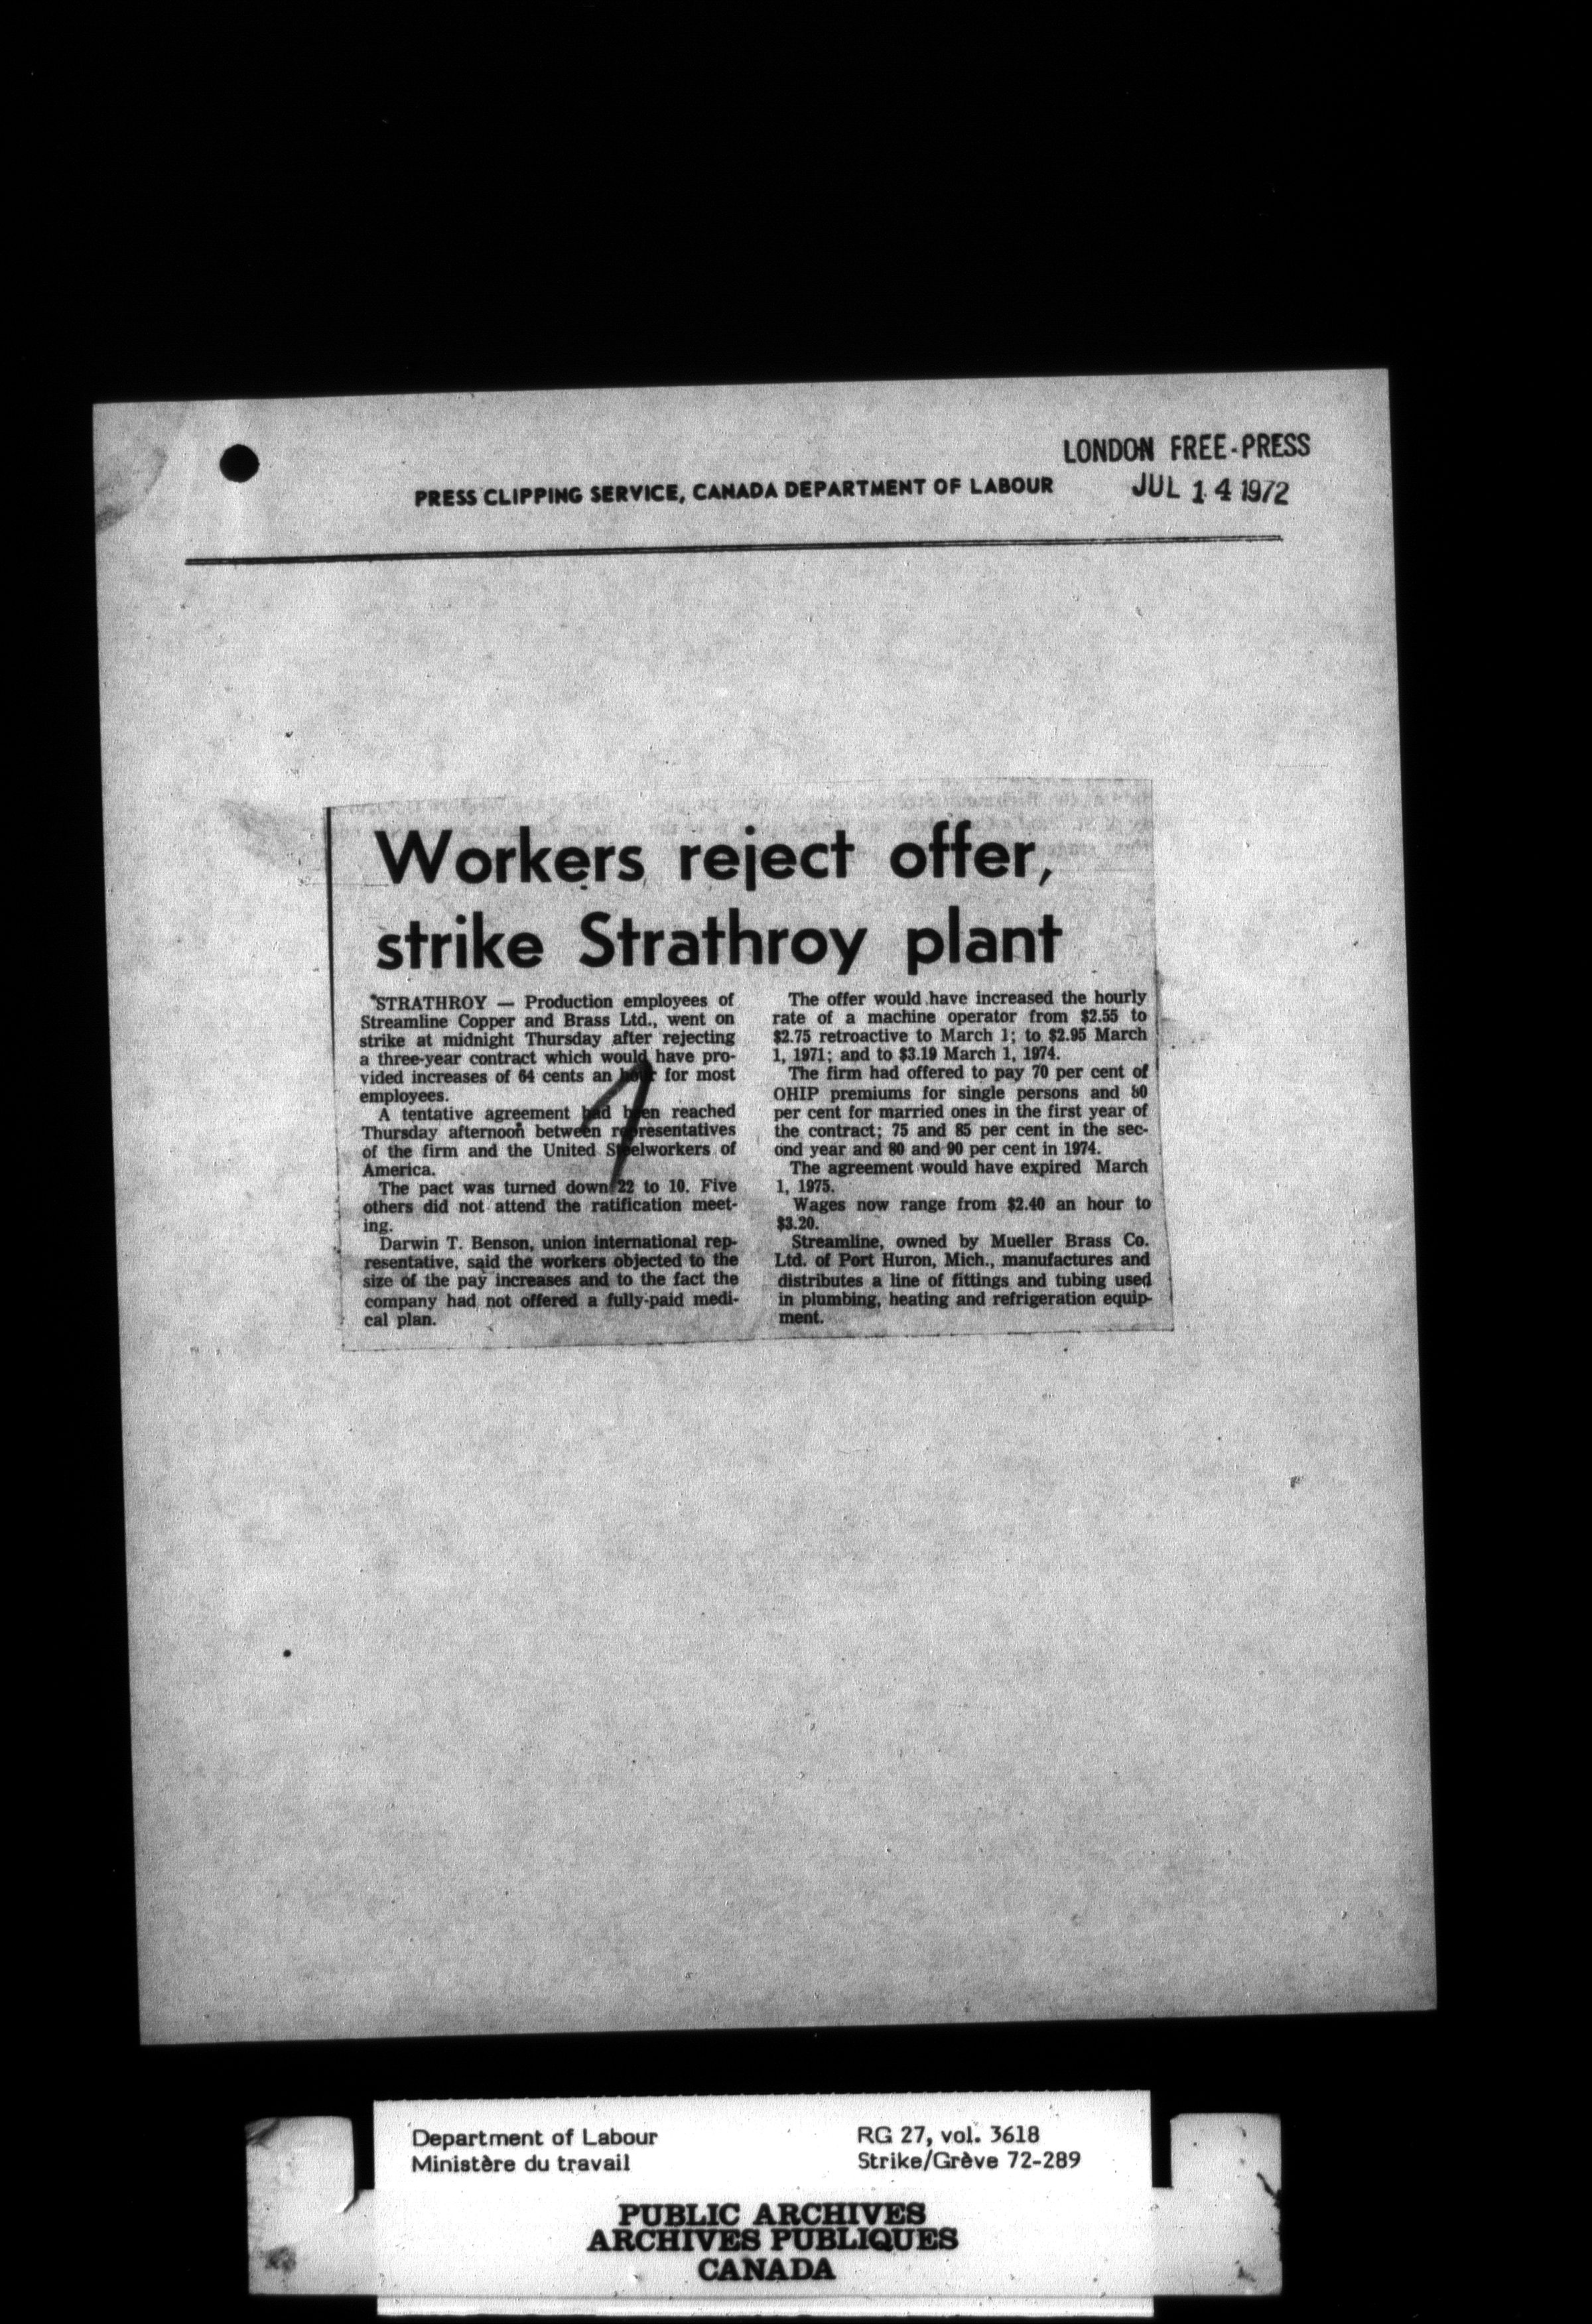 LONDON FREE-PRESS
JUL 14 1972
PRESS CLIPPING SERVICE, CANADA DEPARTMENT OF LABOUR
Workers reject offer,
strike Strathroy plant
STRATHROY — Production employees of
Streamline Copper and Brass Ltd., went on
strike at midnight Thursday after rejecting
a three-year contract which would have pro-
vided increases of 64 cents an hour for most
employees.
A tentative agreement had been reached
Thursday afternoon between representatives
of the firm and the United Steelworkers of
America.
The pact was turned down 22 to 10. Five
others did not attend the ratification meet-
ing.
Darwin T. Benson, union international rep-
resentative, said the workers objected to the
size of the pay increases and to the fact the
company had not offered a fully-paid medi-
cal plan.
The offer would have increased the hourly
rate of a machine operator from $2.55 to
$2.75 retroactive to March 1; to $2.95 March
1, 1971; and to $3.19 March 1, 1974.
The firm had offered to pay 70 per cent of
OHIP premiums for single persons and 80
per cent for married ones in the first year of
the contract; 75 and 85 per cent in the sec-
ond year and 80 and 90 per cent in 1974.
The agreement would have expired March
1, 1975.
Wages now range from $2.40 an hour to
$3.20.
Streamline, owned by Mueller Brass Co.
Ltd. of Port Huron, Mich., manufactures and
distributes a line of fittings and tubing used
in plumbing, heating and refrigeration equip-
ment.
Department of Labour
Ministère du travail
RG 27, vol. 3618
Strike/Grève 72-289
PUBLIC ARCHIVES
ARCHIVES PUBLIQUES
CANADA